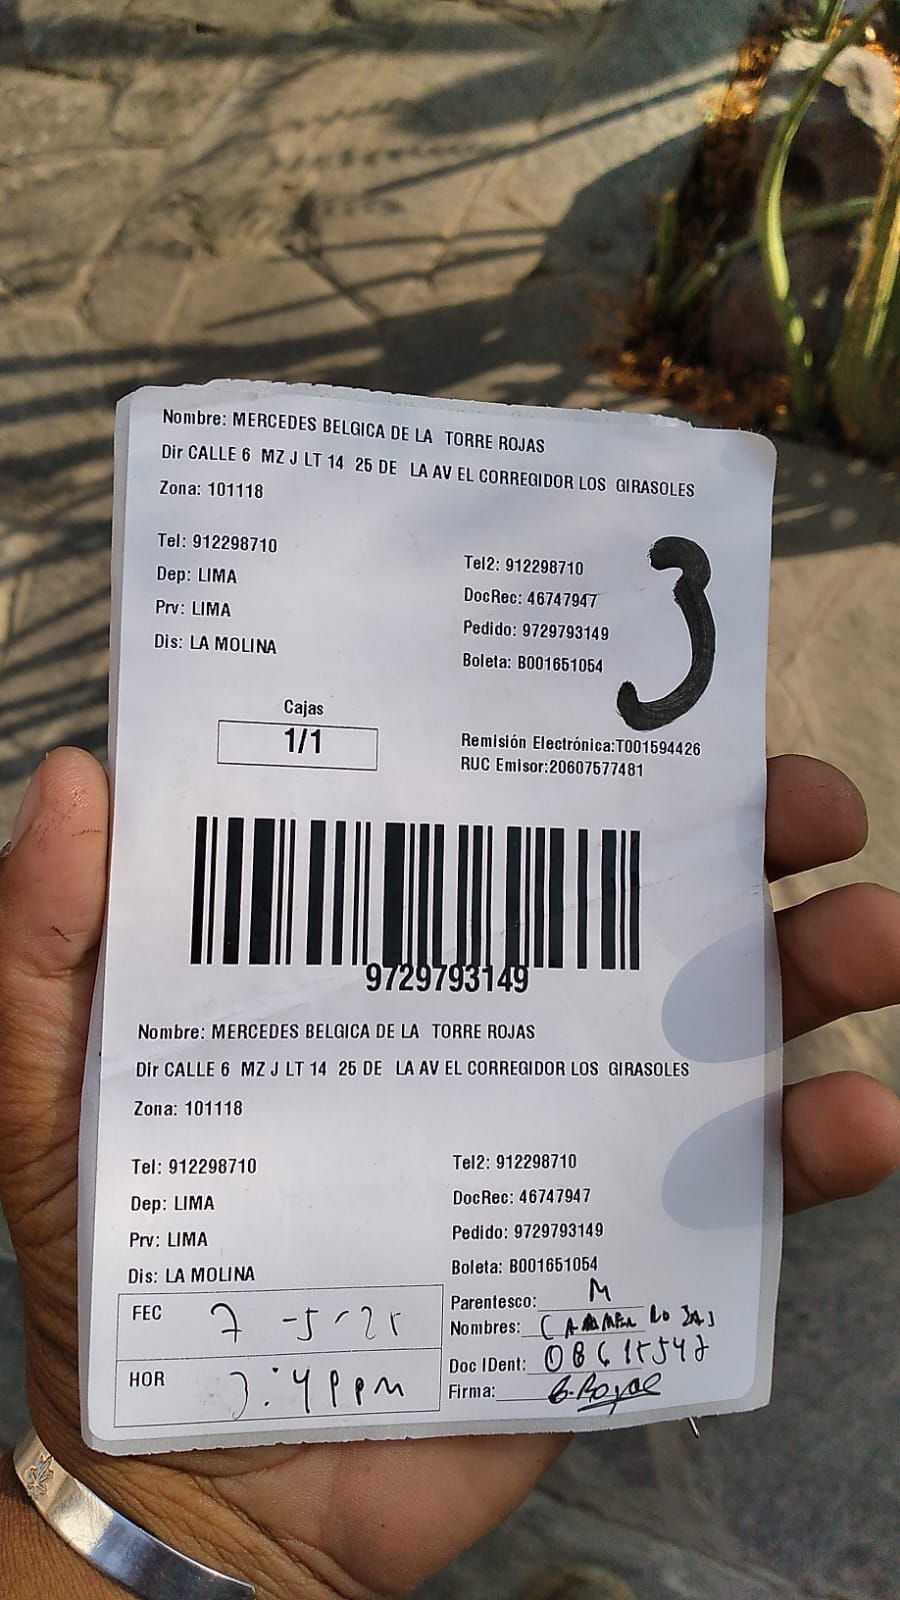 Nombre: MERCEDES BELGICA DE LA TORRE ROJAS
Dir CALLE 6 MZ J LT 14 25 DE LA AV EL CORREGIDOR LOS GIRASOLES
Zona: 101118
Tel: 912298710
Tel2: 912298710
Dep: LIMA
DocRec: 46747947
Prv: LIMA
Pedido: 9729793149
Dis: LA MOLINA
Boleta: B001651054
3
Cajas
1/1
Remisión Electrónica:T001594426
RUC Emisor:20607577481
9729793149
Nombre: MERCEDES BELGICA DE LA TORRE ROJAS
Dir CALLE 6 MZ J LT 14 25 DE LA AV EL CORREGIDOR LOS GIRASOLES
Zona: 101118
Tel: 912298710
Tel2: 912298710
Dep: LIMA
DocRec: 46747947
Prv: LIMA
Pedido: 9729793149
Dis: LA MOLINA
Boleta: B001651054
FEC 7-5-25
Parentesco: M
Nombres: CARMEN ROJAS
Doc IDent:
HOR
Firma: